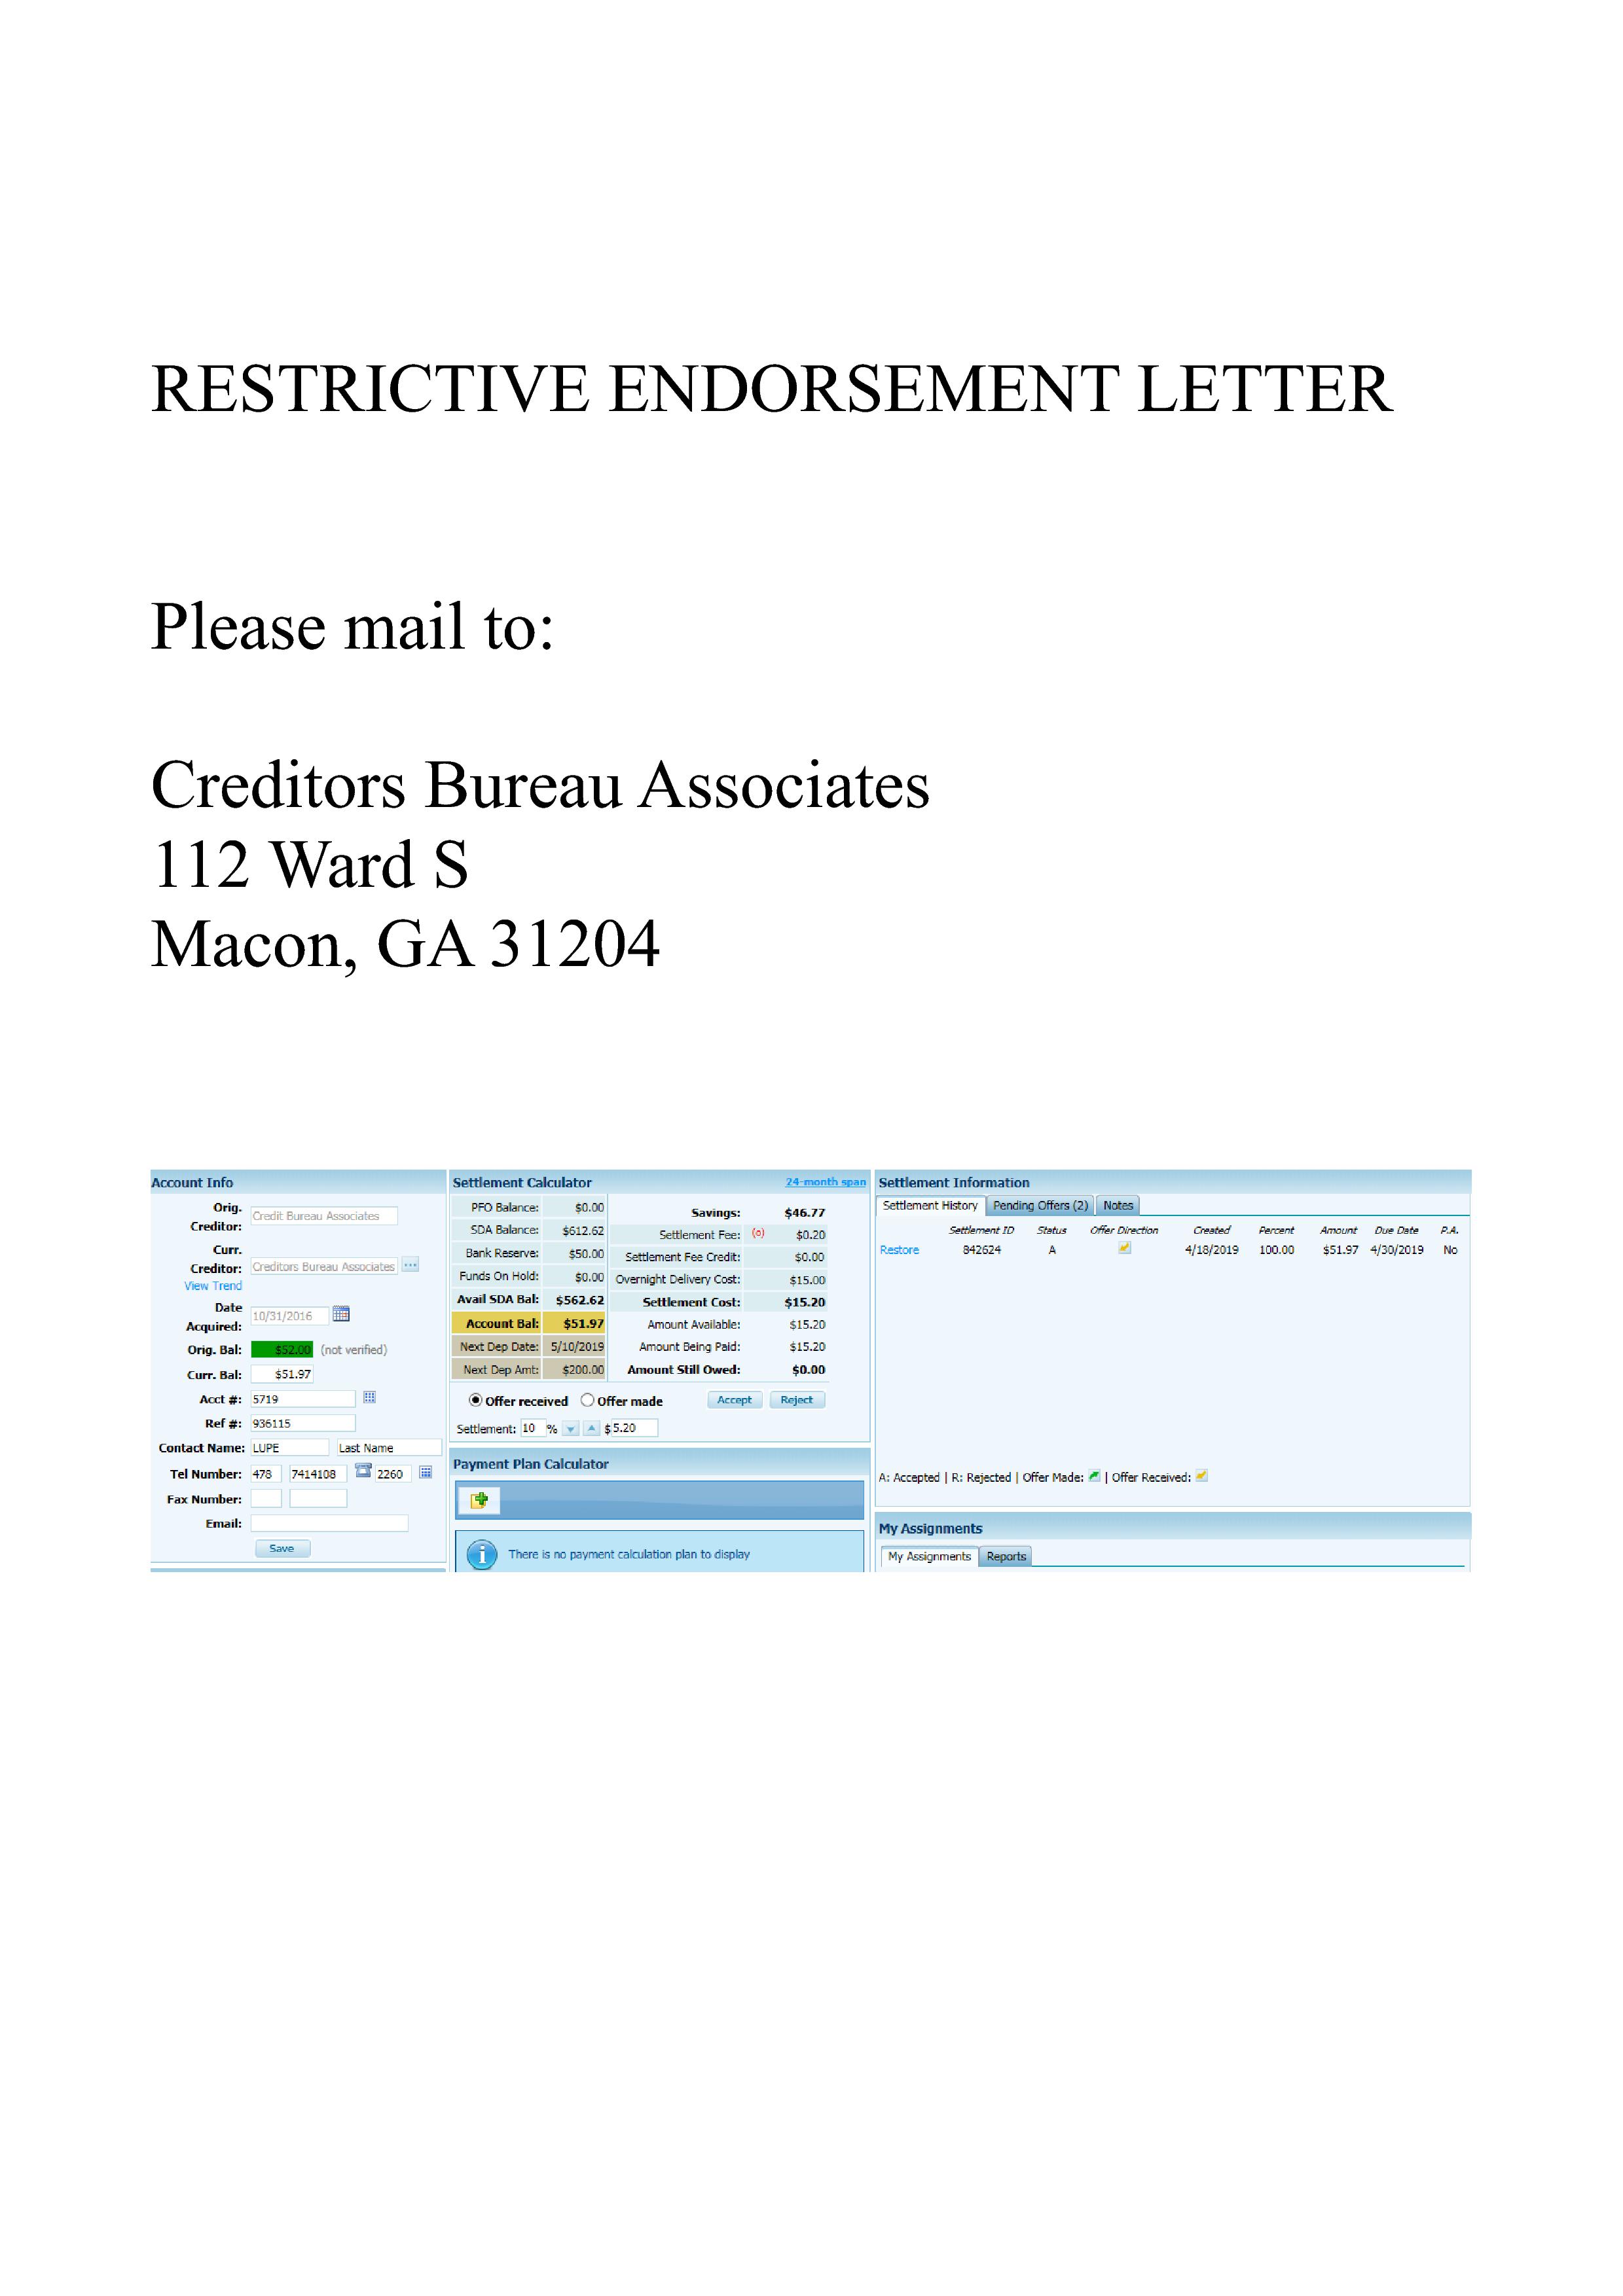 RESTRICTIVE ENDORSEMENT LETTER
Please mail to:
Creditors Bureau Associates
112 Ward S
Macon, GA 31204
Account Info
Orig. Creditor: Credit Bureau Associates
Curr. Creditor: Creditors Bureau Associates ...
View Trend
Date Acquired: 10/31/2016
Orig. Bal: $52.00 (not verified)
Curr. Bal: $51.97
Acct #: 5719
Ref #: 936115
Contact Name: LUPE Last Name
Tel Number: 478 7414108 2260
Fax Number:
Email:
Save
Settlement Calculator 24-month span
PFO Balance: $0.00
SDA Balance: $612.62
Bank Reserve: $50.00
Funds On Hold: $0.00
Avail SDA Bal: $562.62
Account Bal: $51.97
Next Dep Date: 5/10/2019
Next Dep Amt: $200.00
Savings: $46.77
Settlement Fee: (o) $0.20
Settlement Fee Credit: $0.00
Overnight Delivery Cost: $15.00
Settlement Cost: $15.20
Amount Available: $15.20
Amount Being Paid: $15.20
Amount Still Owed: $0.00
Offer received Offer made Accept Reject
Settlement: 10 % $ 5.20
Payment Plan Calculator
There is no payment calculation plan to display
Settlement Information
Settlement History Pending Offers (2) Notes
Settlement ID Status Offer Direction Created Percent Amount Due Date P.A.
Restore 842624 A 4/18/2019 100.00 $51.97 4/30/2019 No
A: Accepted | R: Rejected | Offer Made: | Offer Received:
My Assignments
My Assignments Reports